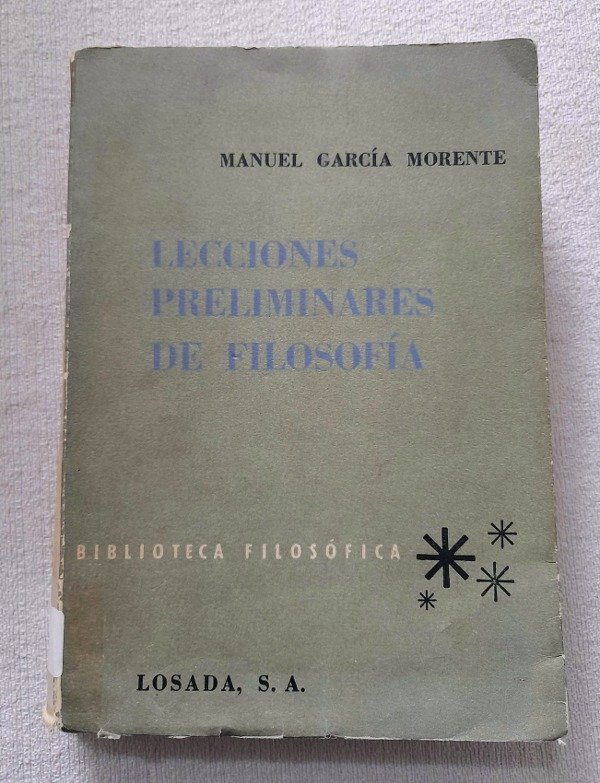 MANUEL GARCÍA MORENTE
LECCIONES
PRELIMINARES
DE FILOSOFÍA
BIBLIOTECA FILOSÓFICA
LOSADA, S. A.